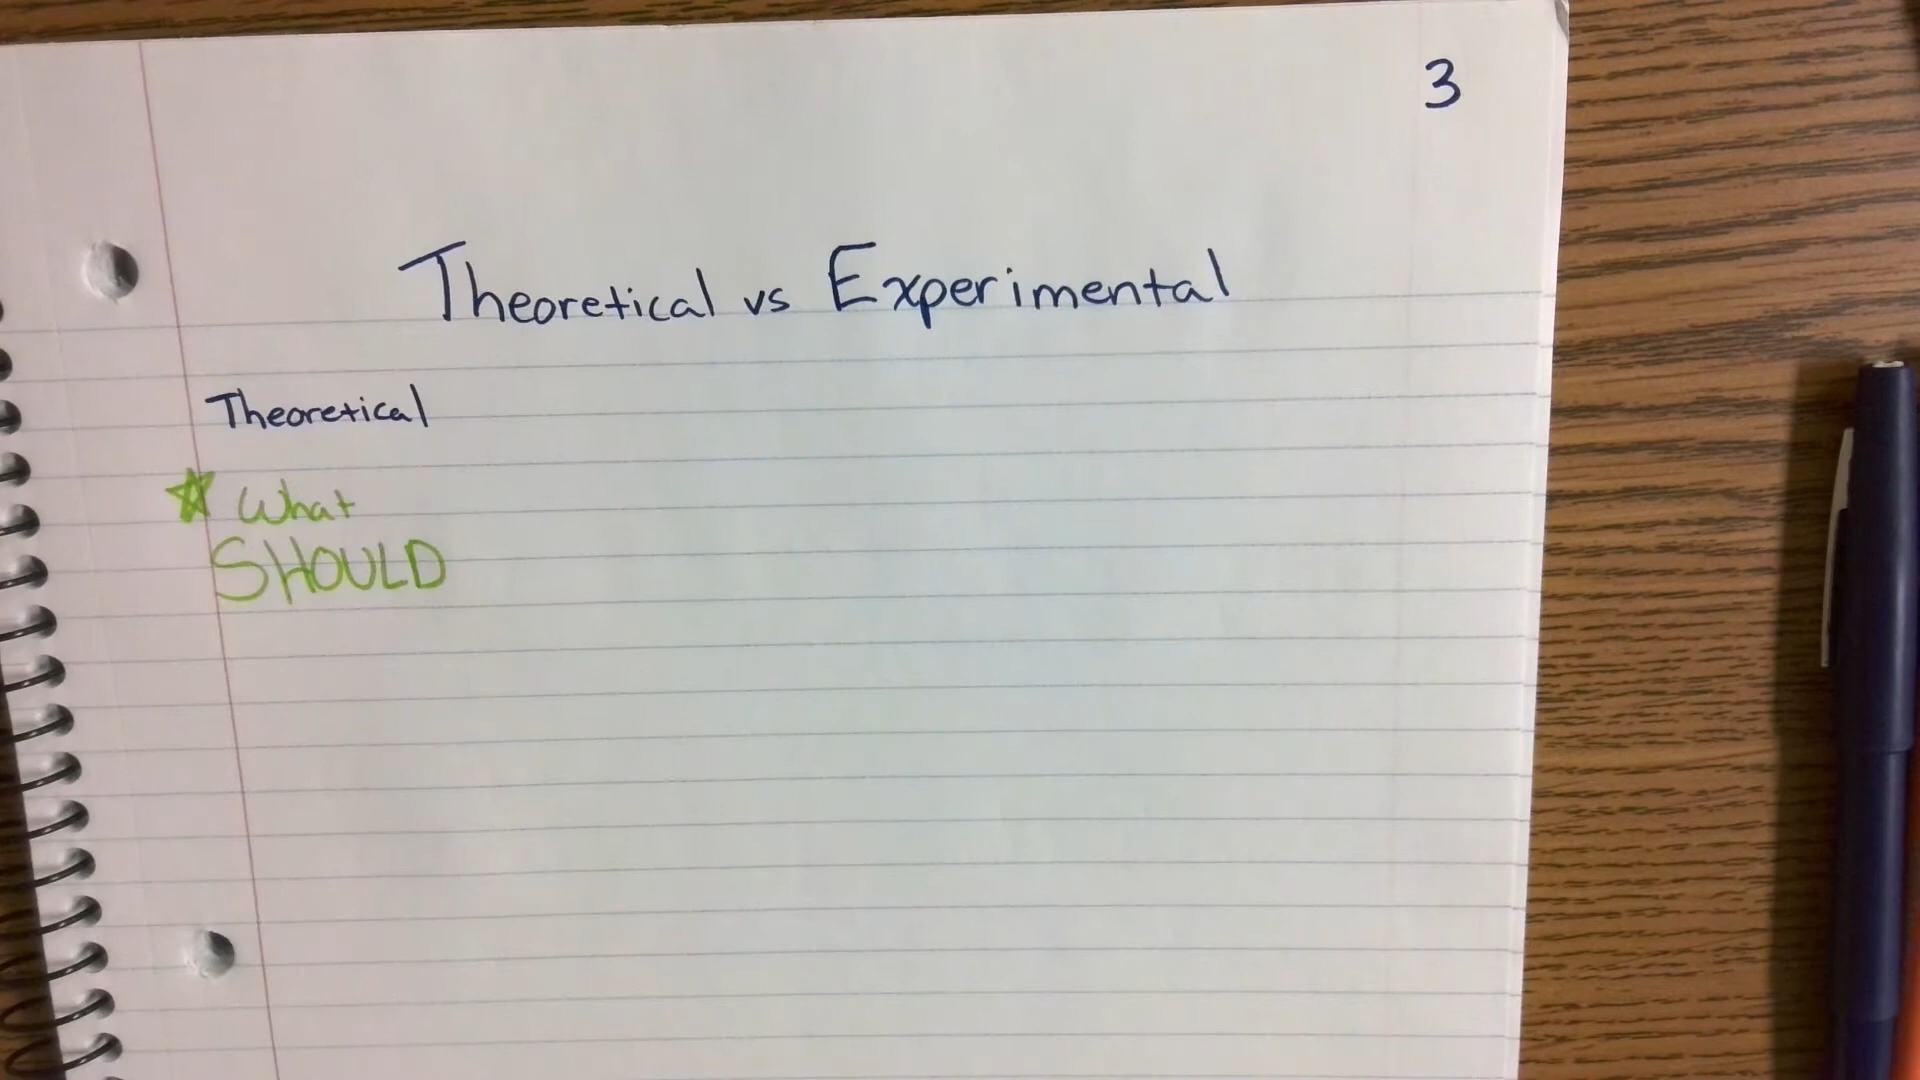 3
Theoretical vs Experimental
Theoretical
☆ What
SHOULD